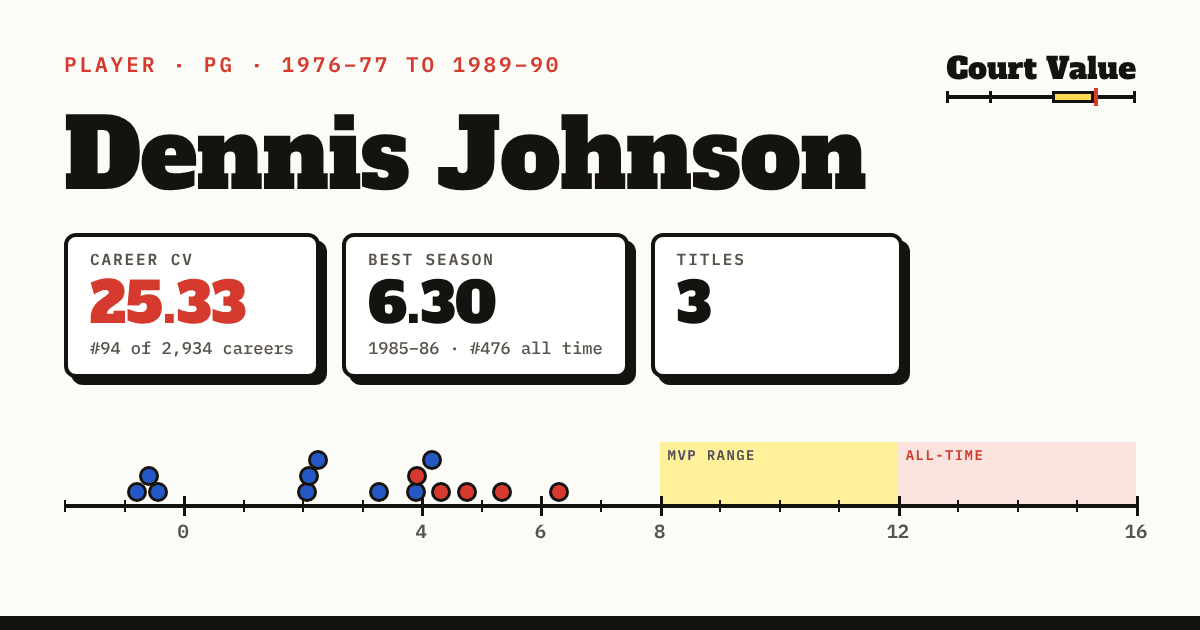 PLAYER · PG · 1976–77 TO 1989–90
Court Value
Dennis Johnson
CAREER CV
25.33
#94 of 2,934 careers
BEST SEASON
6.30
1985–86 · #476 all time
TITLES
3
MVP RANGE
ALL-TIME
0 4 6 8 12 16